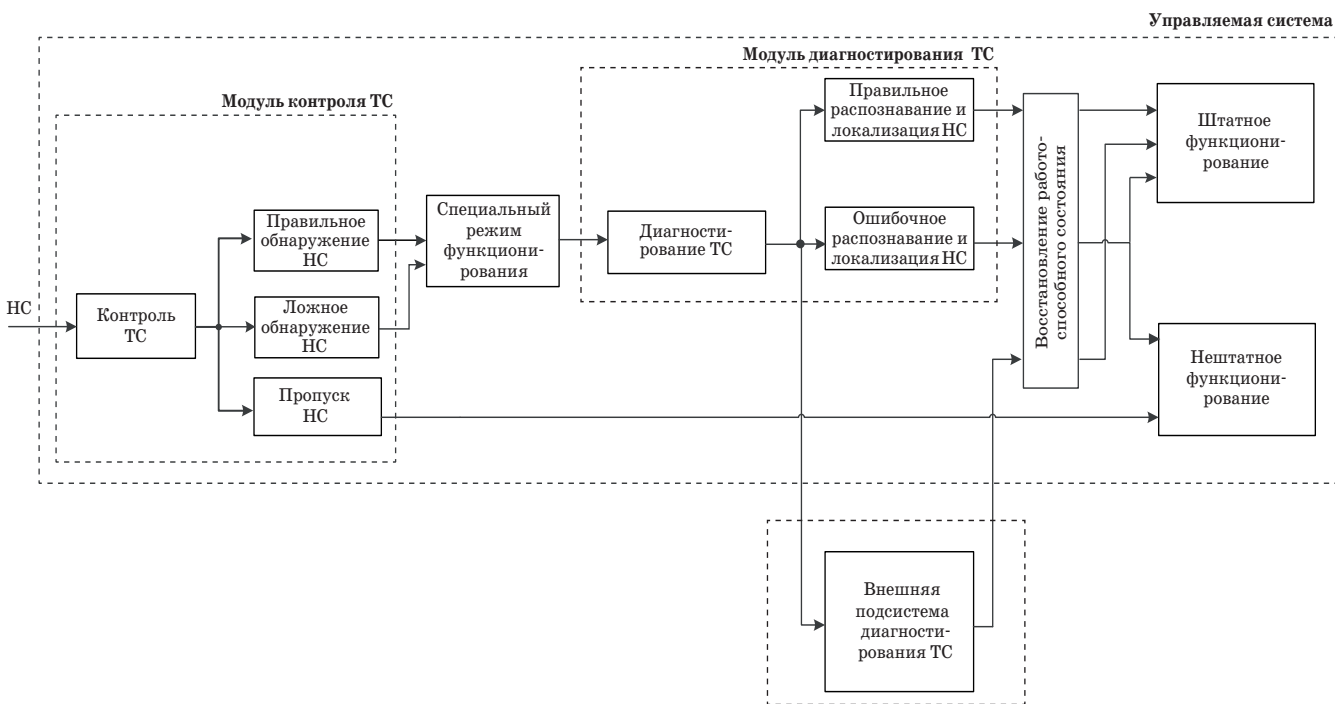 Управляемая система
Модуль диагностирования ТС
Модуль контроля ТС
НС
Контроль
ТС
Правильное
обнаружение
НС
Ложное
обнаружение
НС
Пропуск
НС
Специальный
режим
функциони-
рования
Диагности-
рование ТС
Правильное
распознавание и
локализация НС
Ошибочное
распознавание и
локализация НС
Восстановление работо-
способного состояния
Штатное
функциони-
рование
Нештатное
функциони-
рование
Внешняя
подсистема
диагности-
рования ТС